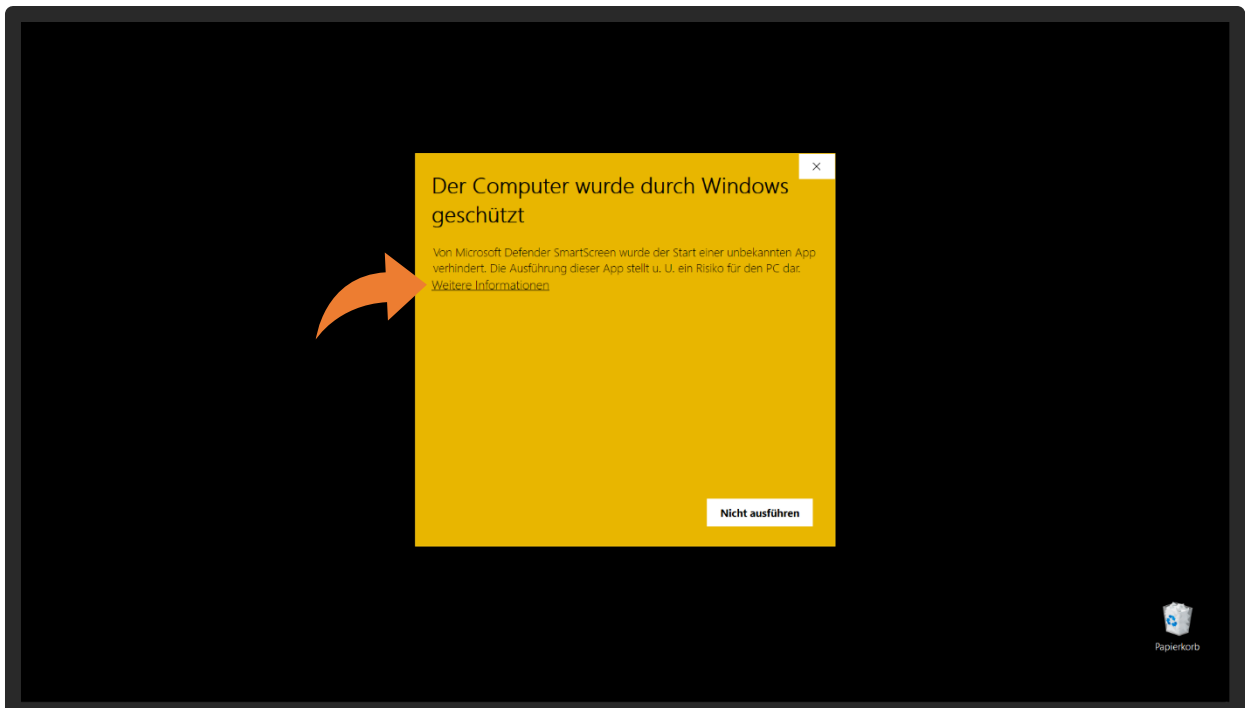 Der Computer wurde durch Windows
geschützt
Von Microsoft Defender SmartScreen wurde der Start einer unbekannten App
verhindert. Die Ausführung dieser App stellt u. U. ein Risiko für den PC dar.
Weitere Informationen
Nicht ausführen
Papierkorb